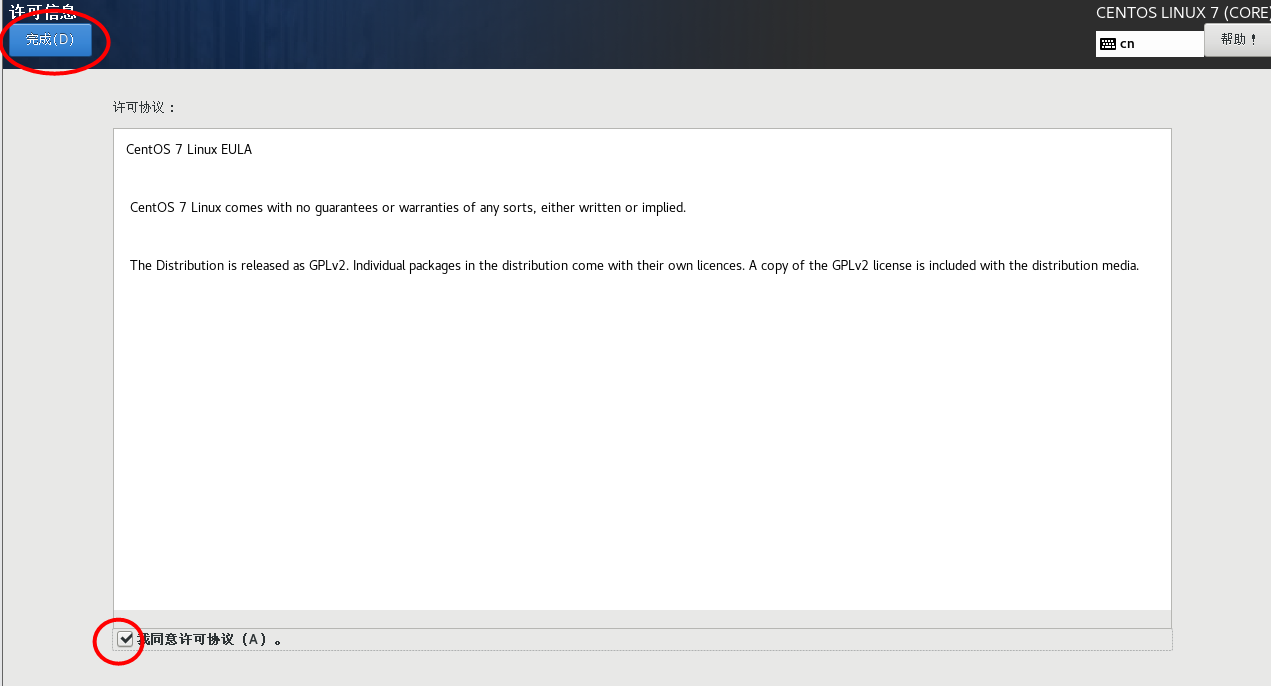 许可信息
CENTOS LINUX 7 (CORE)
完成(D)
cn
帮助！
许可协议：
CentOS 7 Linux EULA
CentOS 7 Linux comes with no guarantees or warranties of any sorts, either written or implied.
The Distribution is released as GPLv2. Individual packages in the distribution come with their own licences. A copy of the GPLv2 license is included with the distribution media.
我同意许可协议（A）。